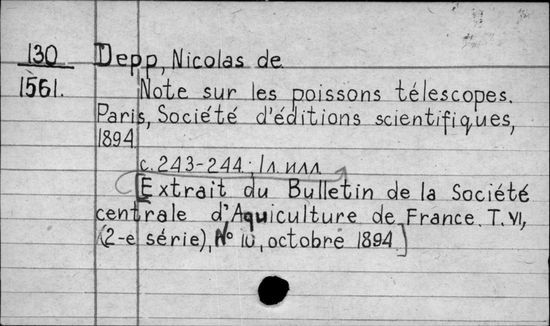 130 Depp, Nicolas de
1561. Note sur les poissons télescopes.
Paris, Société d'éditions scientifiques,
1894.
c. 243-244; 1 л. илл
[Extrait du Bulletin de la Société
centrale d'Aquiculture de France. T. VI,
(2-e série), No 10, octobre 1894]